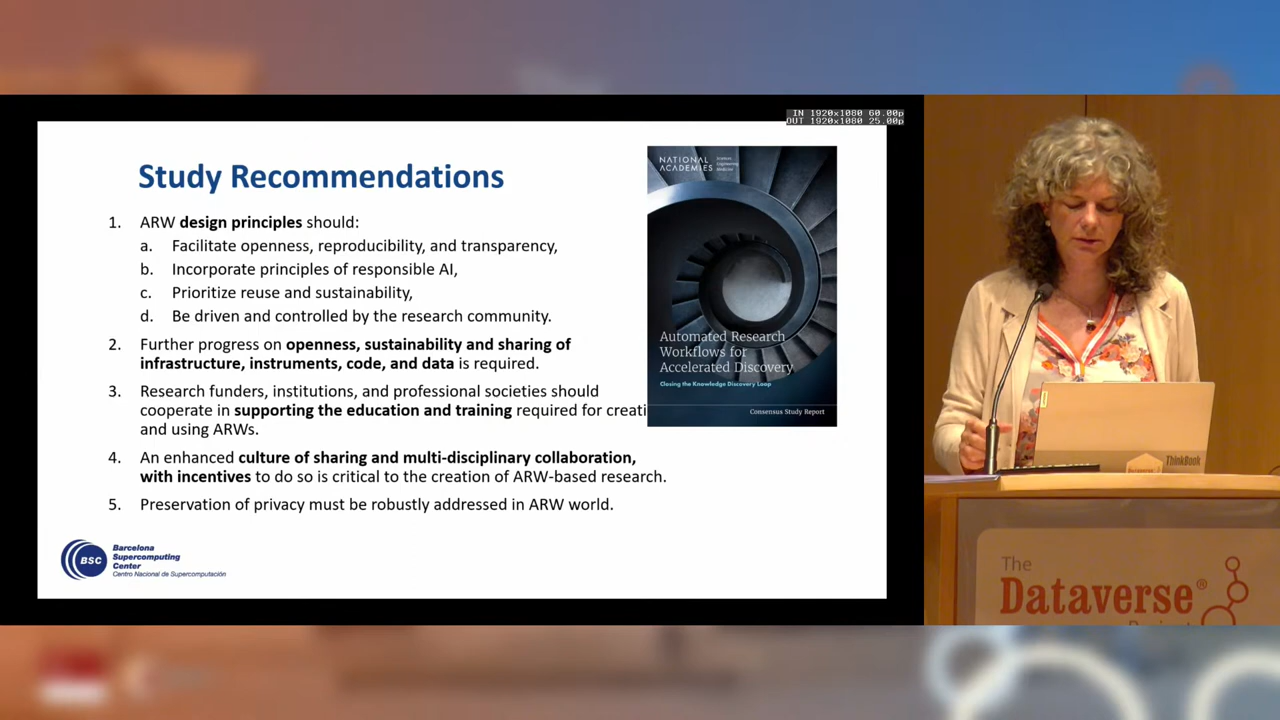 IN 1920x1080 60.00p
OUT 1920x1080 25.00p
Study Recommendations
1. ARW design principles should:
a. Facilitate openness, reproducibility, and transparency,
b. Incorporate principles of responsible AI,
c. Prioritize reuse and sustainability,
d. Be driven and controlled by the research community.
2. Further progress on openness, sustainability and sharing of
infrastructure, instruments, code, and data is required.
3. Research funders, institutions, and professional societies should
cooperate in supporting the education and training required for creati
and using ARWs.
4. An enhanced culture of sharing and multi-disciplinary collaboration,
with incentives to do so is critical to the creation of ARW-based research.
5. Preservation of privacy must be robustly addressed in ARW world.
NATIONAL
ACADEMIES
Sciences
Engineering
Medicine
Automated Research
Workflows for
Accelerated Discovery
Closing the Knowledge Discovery Loop
Consensus Study Report
BSC
Barcelona
Supercomputing
Center
Centro Nacional de Supercomputación
ThinkBook
The
Dataverse®